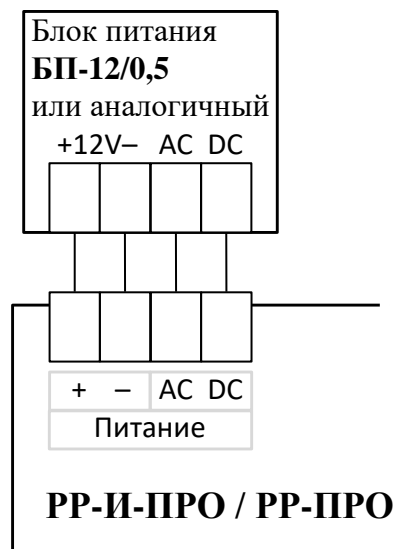 Блок питания
БП-12/0,5
или аналогичный
+12V– AC DC
+ – AC DC
Питание
РР-И-ПРО / РР-ПРО